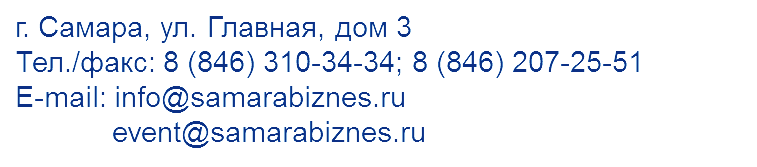 г. Самара, ул. Главная, дом 3
Тел./факс: 8 (846) 310-34-34; 8 (846) 207-25-51
E-mail: info@samarabiznes.ru
event@samarabiznes.ru